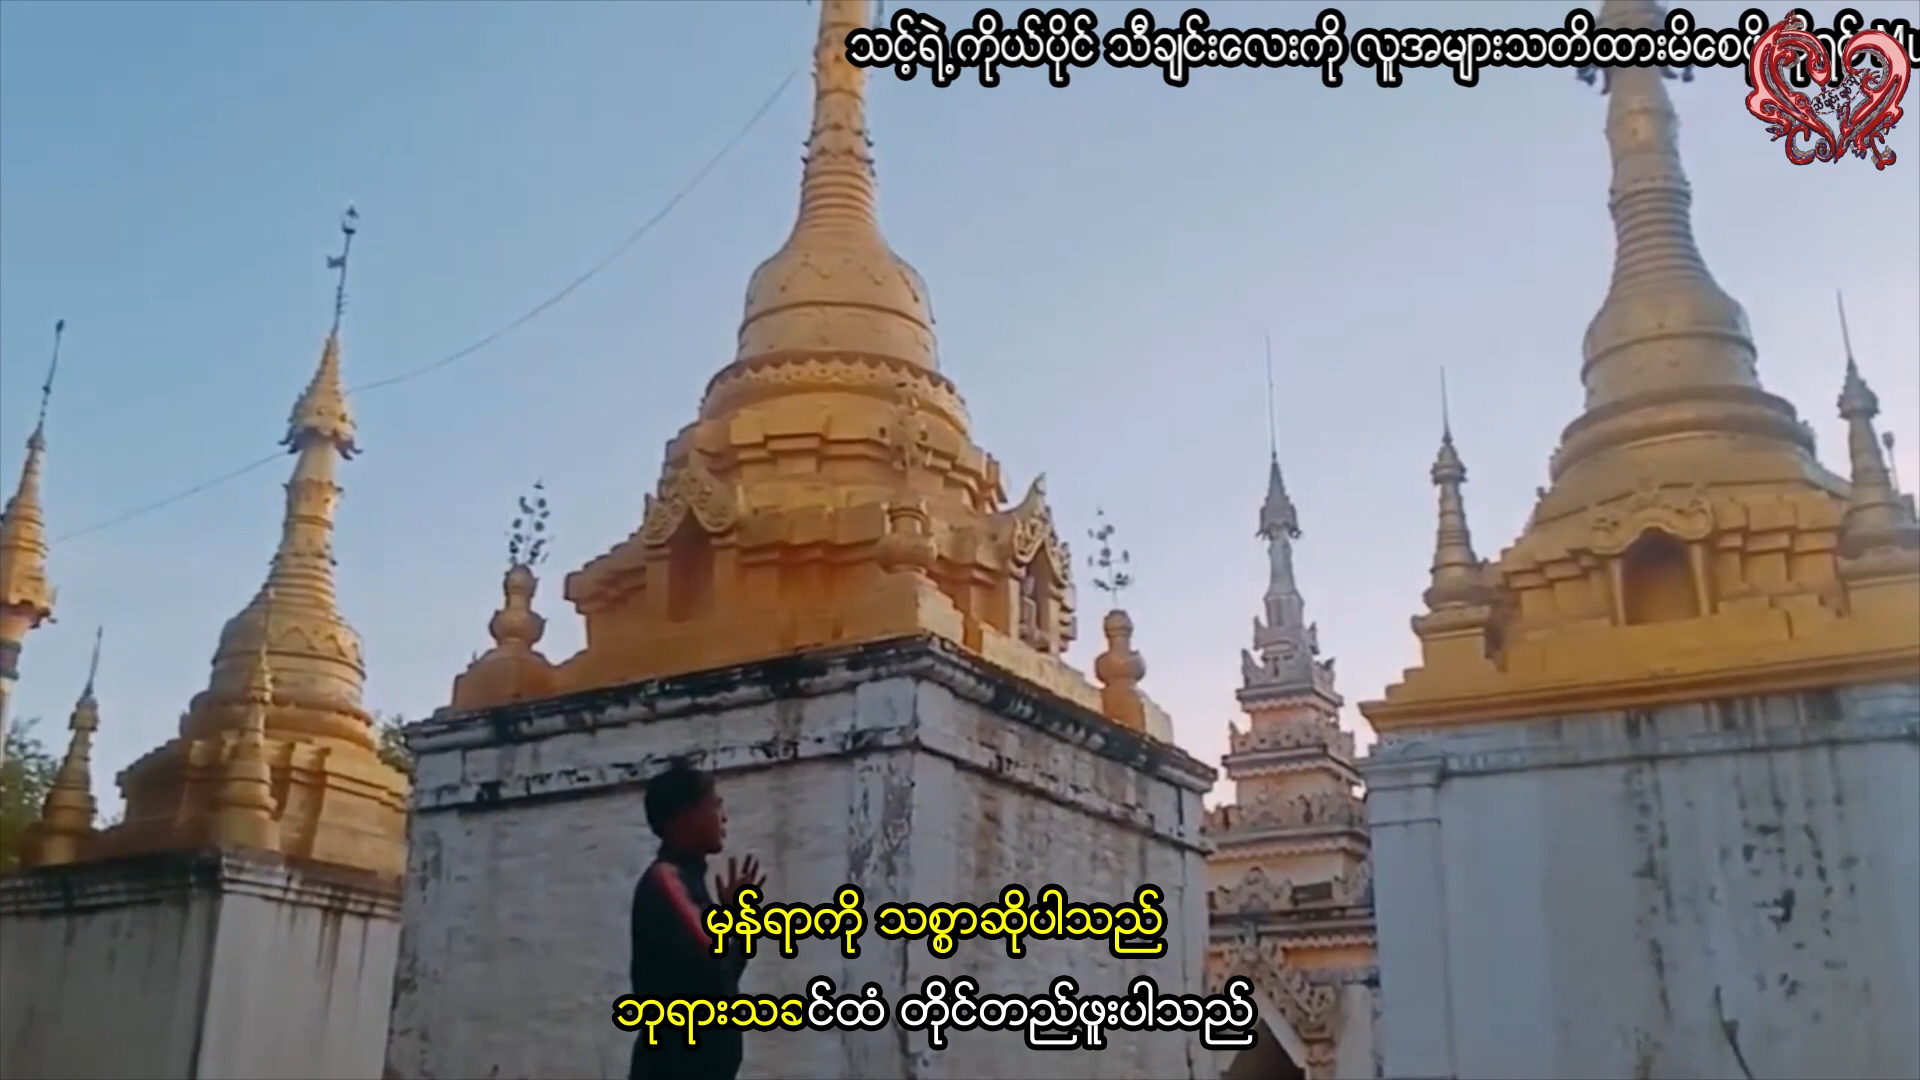 သင့်ရဲ့ကိုယ်ပိုင် သီချင်းလေးကို လူအများသတိထားမိစေဖို့
မှန်ရာကို သစ္စာဆိုပါသည်
ဘုရားသခင်ထံ တိုင်တည်ဖူးပါသည်